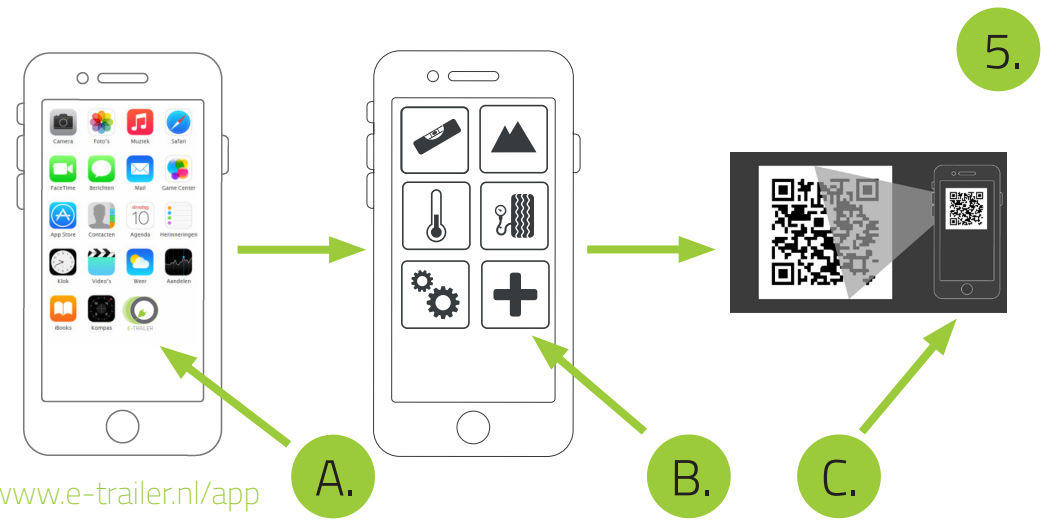 5.
Camera Foto's Muziek Safari
FaceTime Berichten Mail Game Center
dinsdag
10
App Store Contacten Agenda Herinneringen
Klok Video's Weer Aandelen
iBooks Kompas E-TRAILER
A. B. C.
www.e-trailer.nl/app